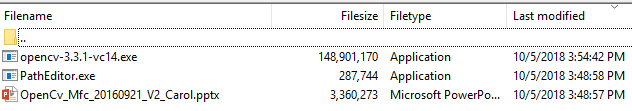 Filename Filesize Filetype Last modified
..
opencv-3.3.1-vc14.exe 148,901,170 Application 10/5/2018 3:54:42 PM
PathEditor.exe 287,744 Application 10/5/2018 3:48:58 PM
OpenCv_Mfc_20160921_V2_Carol.pptx 3,360,273 Microsoft PowerPo... 10/5/2018 3:48:57 PM